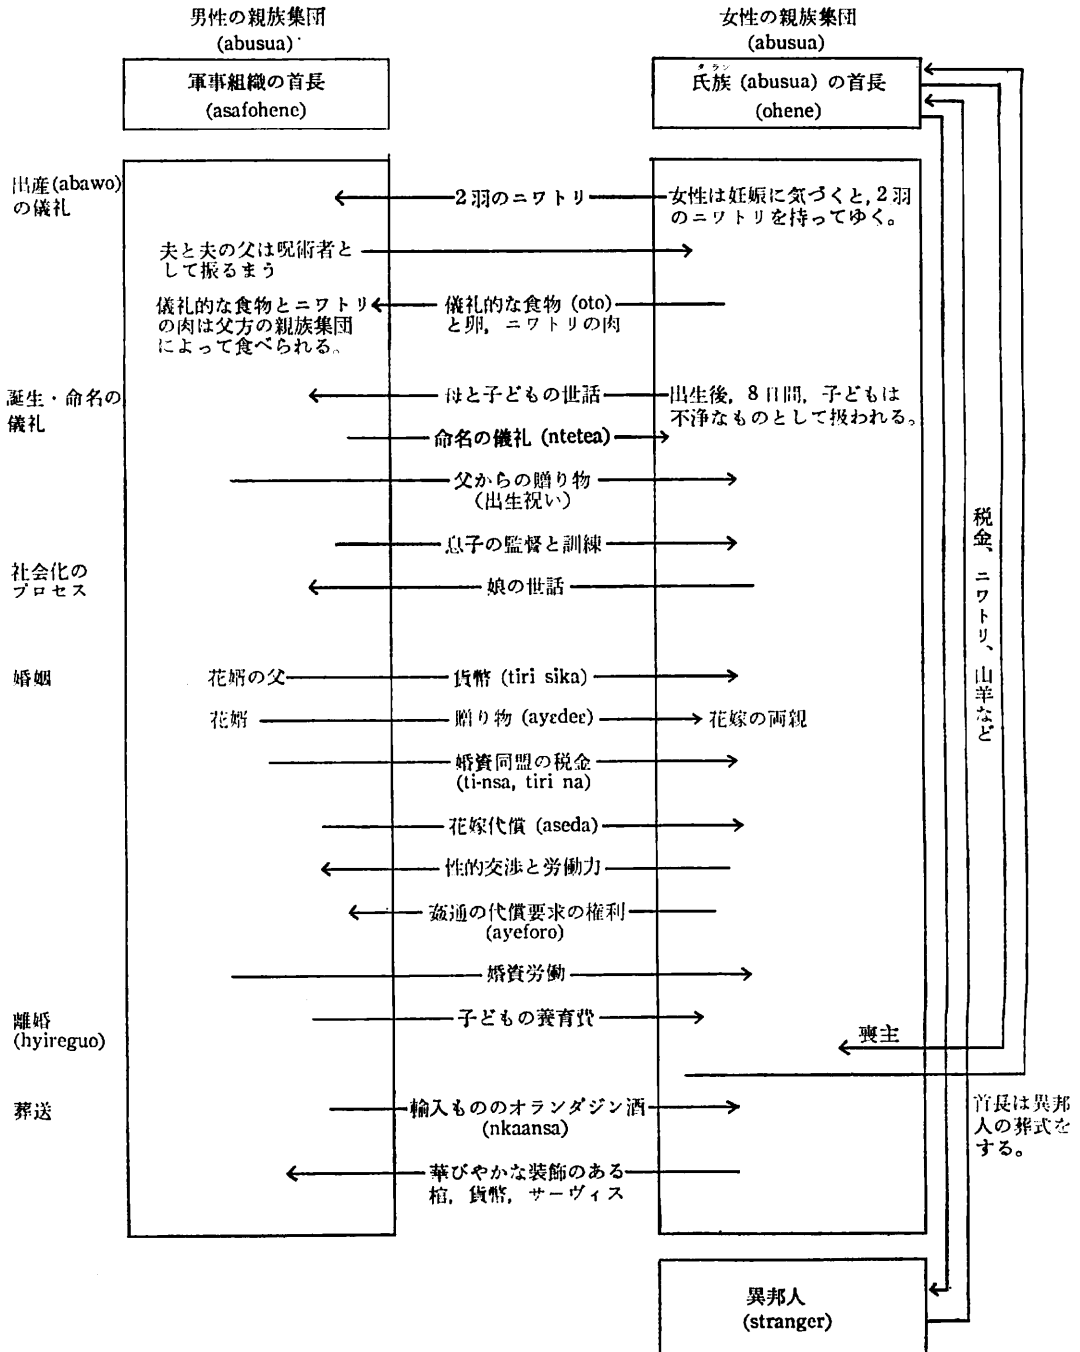 男性の親族集団
(abusua)
女性の親族集団
(abusua)
軍事組織の首長
(asafohene)
クラン
氏族 (abusua) の首長
(ohene)
出産(abawo)
の儀礼
2羽のニワトリ
女性は妊娠に気づくと,2羽
のニワトリを持ってゆく。
夫と夫の父は呪術者と
して振るまう
儀礼的な食物とニワトリ
の肉は父方の親族集団
によって食べられる。
儀礼的な食物 (oto)
と卵,ニワトリの肉
誕生・命名の
儀礼
母と子どもの世話
出生後,8日間,子どもは
不浄なものとして扱われる。
命名の儀礼 (ntetea)
父からの贈り物
(出生祝い)
息子の監督と訓練
社会化の
プロセス
娘の世話
婚姻
花婿の父
貨幣 (tiri sika)
花婿
贈り物 (ayɛdeɛ)
花嫁の両親
婚資同盟の税金
(ti-nsa, tiri na)
花嫁代償 (aseda)
性的交渉と労働力
姦通の代償要求の権利
(ayeforo)
婚資労働
離婚
(hyireguo)
子どもの養育費
喪主
葬送
輸入もののオランダジン酒
(nkaansa)
華びやかな装飾のある
棺,貨幣,サーヴィス
税金、ニワトリ、山羊など
首長は異邦
人の葬式を
する。
異邦人
(stranger)